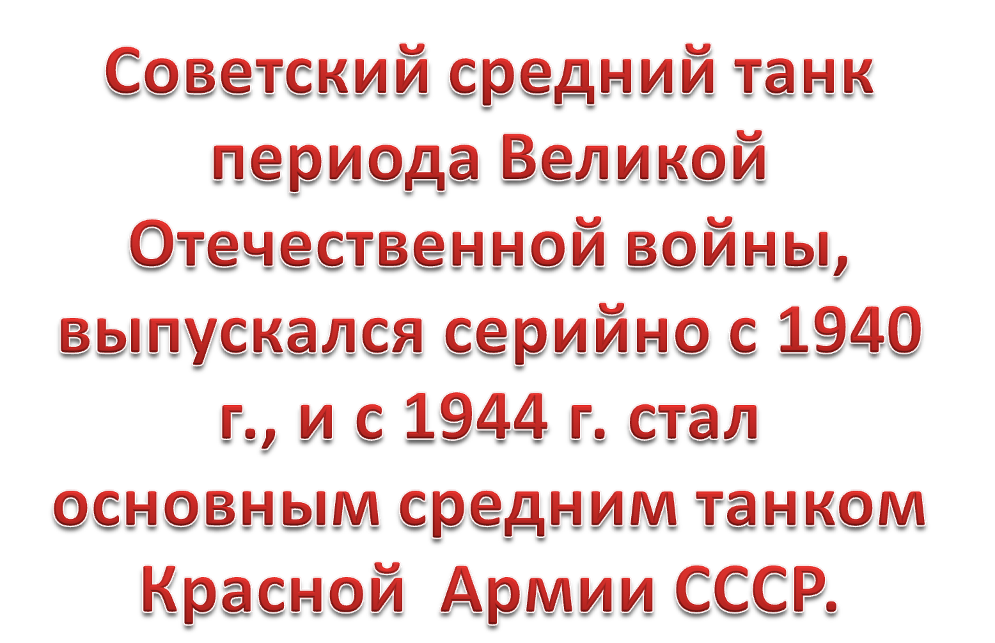 Советский средний танк
периода Великой
Отечественной войны,
выпускался серийно с 1940
г., и с 1944 г. стал
основным средним танком
Красной  Армии СССР.